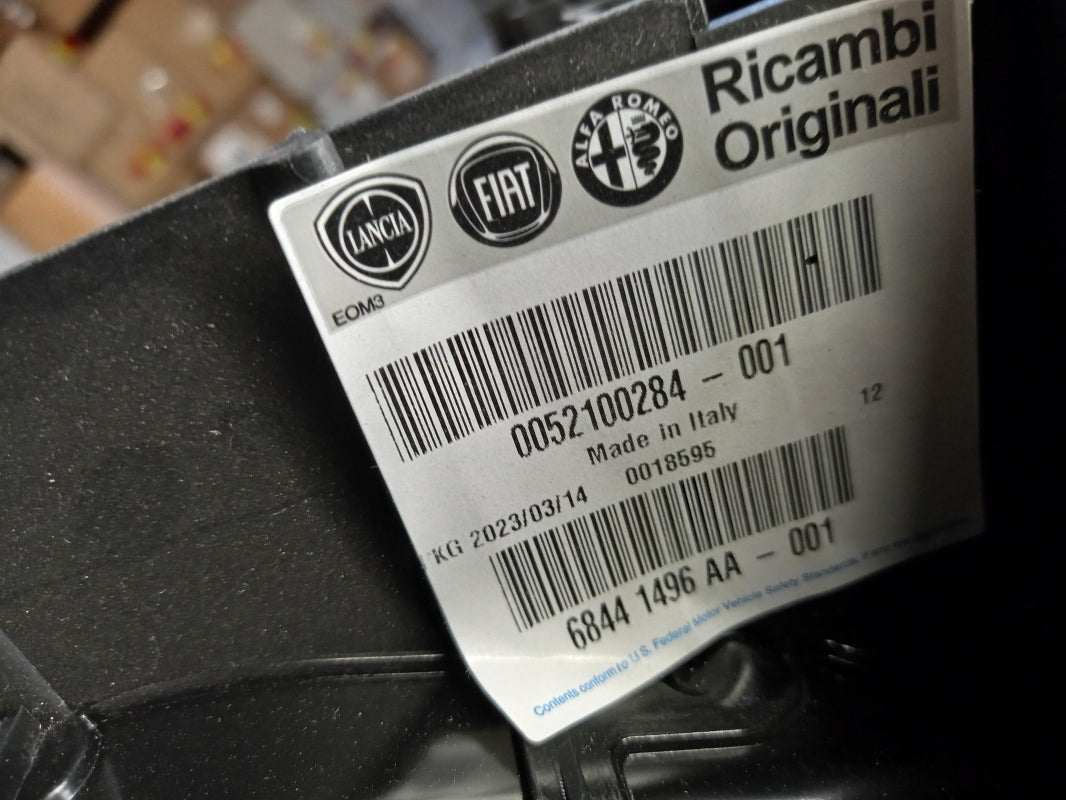 LANCIA
FIAT
ALFA ROMEO
Ricambi
Originali
EOM3
0052100284 - 001
Made in Italy
12
0018595
KG 2023/03/14
6844 1496 AA - 001
Contents conform to U.S. Federal Motor Vehicle Safety Standards,